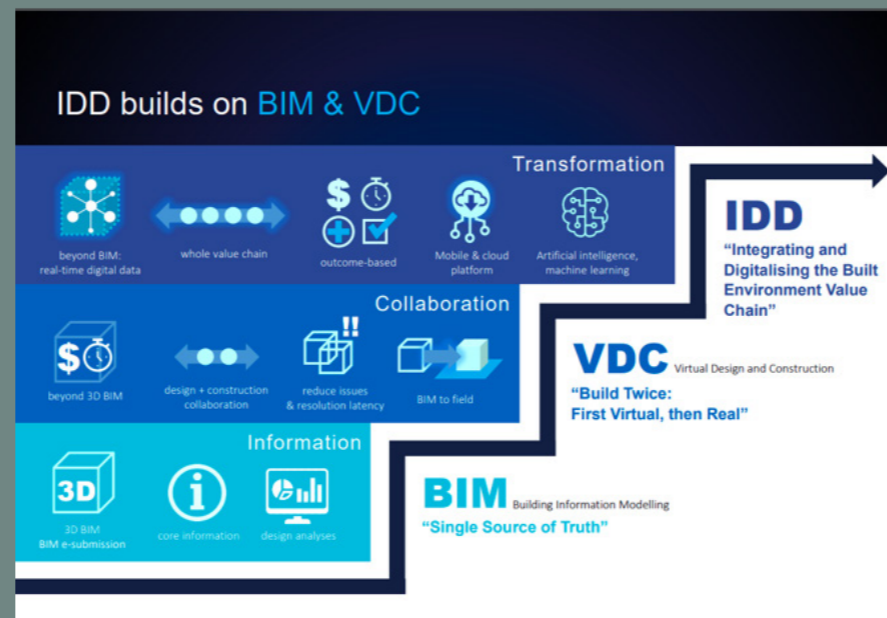 IDD builds on BIM & VDC
Transformation
beyond BIM:
real-time digital data
whole value chain
$
outcome-based
Mobile & cloud
platform
Artificial intelligence,
machine learning
IDD
“Integrating and
Digitalising the Built
Environment Value
Chain”
Collaboration
$
beyond 3D BIM
design + construction
collaboration
!!
reduce issues
& resolution latency
BIM to field
VDC Virtual Design and Construction
“Build Twice:
First Virtual, then Real”
Information
3D
3D BIM
BIM e-submission
i
core information
design analyses
BIM Building Information Modelling
“Single Source of Truth”